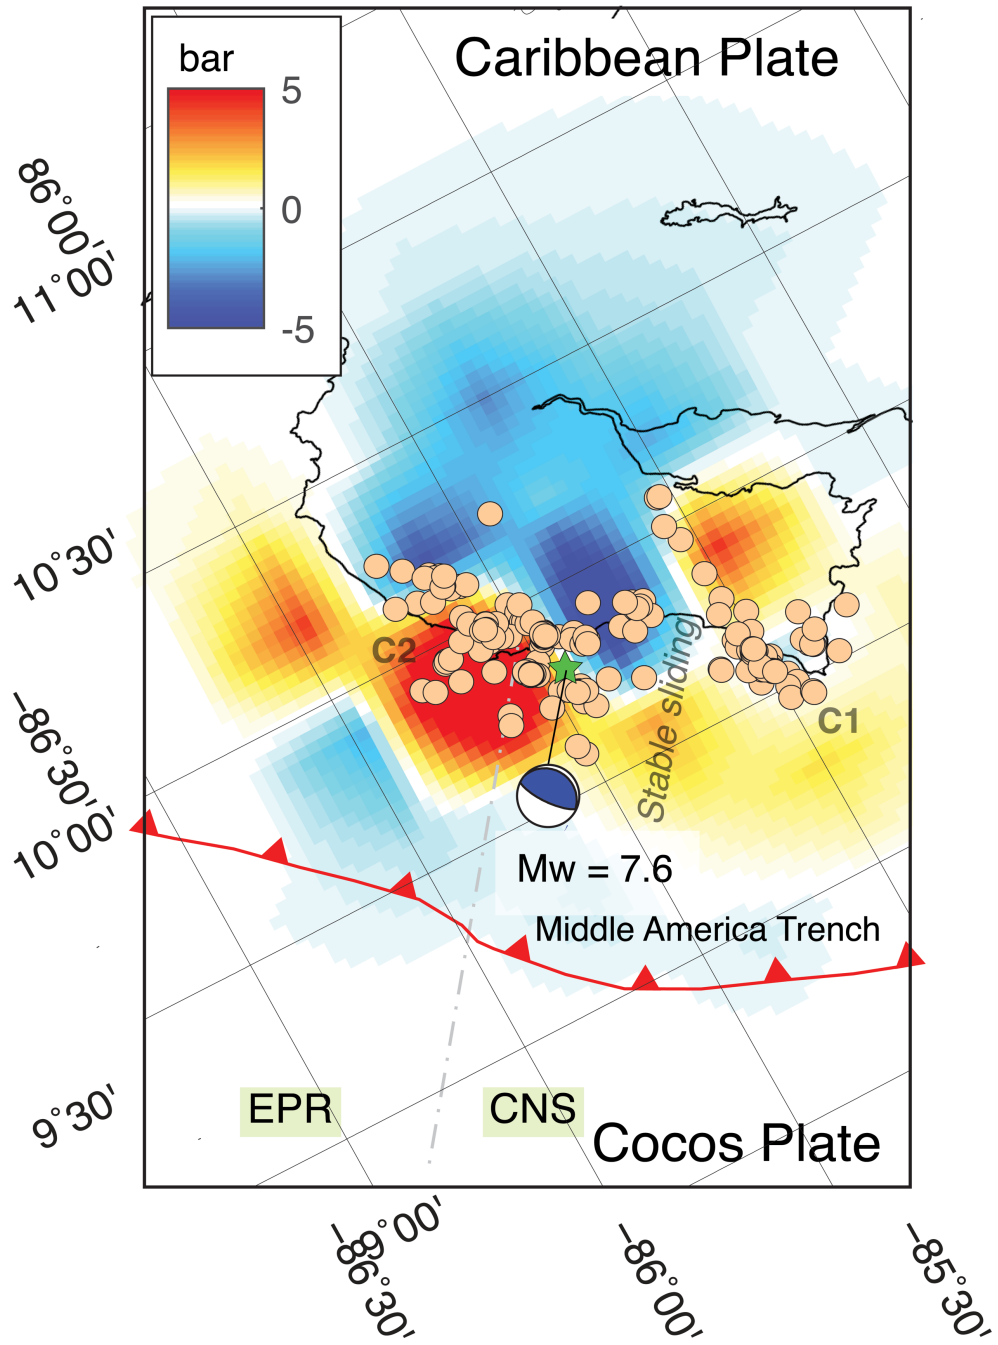 Caribbean Plate
bar
5
0
-5
86°00'
11°00'
10°30'
-86°30'
10°00'
9°30'
C2
C1
Stable sliding
Mw = 7.6
Middle America Trench
EPR
CNS
Cocos Plate
9°00'
-86°30'
-86°00'
-85°30'